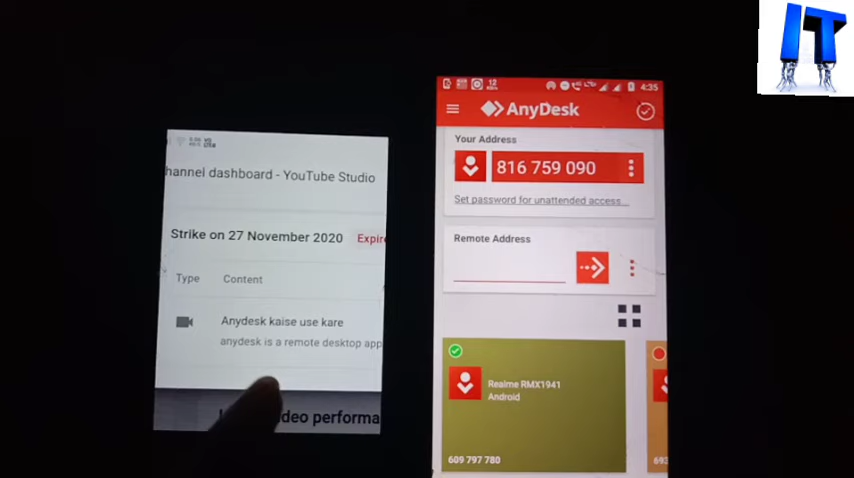 IT
hannel dashboard - YouTube Studio
Strike on 27 November 2020 Expire
Type Content
Anydesk kaise use kare
anydesk is a remote desktop app
deo performa
12
4:35
AnyDesk
Your Address
816 759 090
Set password for unattended access...
Remote Address
Realme RMX1941
Android
609 797 780
693